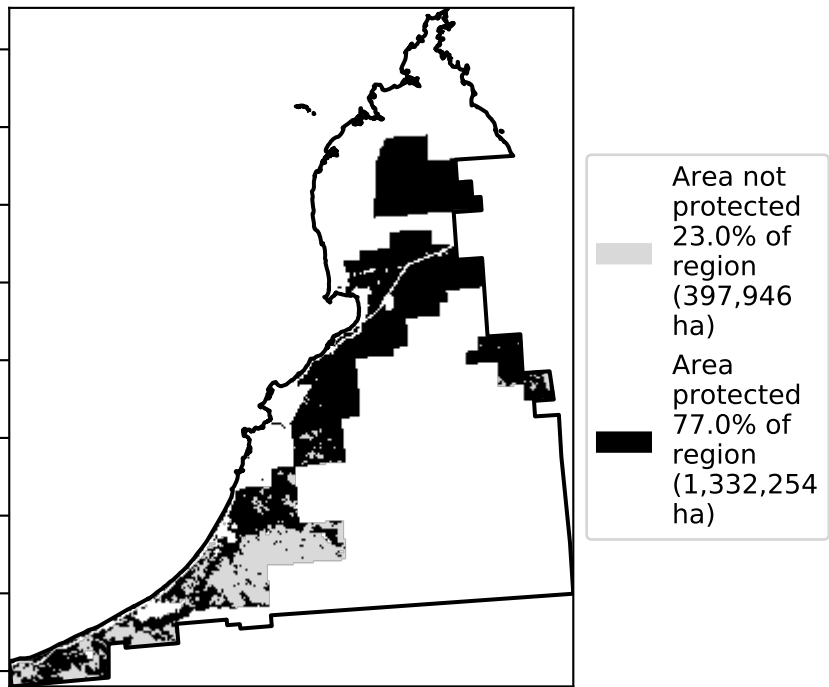 Area not
protected
23.0% of
region
(397,946
ha)
Area
protected
77.0% of
region
(1,332,254
ha)